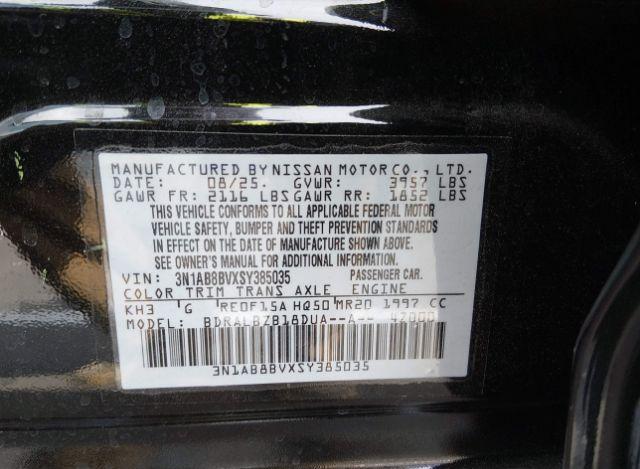 MANUFACTURED BY NISSAN MOTOR CO., LTD.
DATE: 08/25. GVWR: 3957 LBS
GAWR FR: 2116 LBS GAWR RR: 1852 LBS
THIS VEHICLE CONFORMS TO ALL APPLICABLE FEDERAL MOTOR
VEHICLE SAFETY, BUMPER AND THEFT PREVENTION STANDARDS
IN EFFECT ON THE DATE OF MANUFACTURE SHOWN ABOVE.
SEE OWNER'S MANUAL FOR ADDITIONAL INFORMATION
VIN: 3N1AB8BVXSY385035 PASSENGER CAR.
COLOR TRIM TRANS AXLE ENGINE
KH3 G RE0F15A HQ50 MR20 1997 CC
MODEL: BDRALBZB18DUA--A-- 42000
3N1AB8BVXSY385035